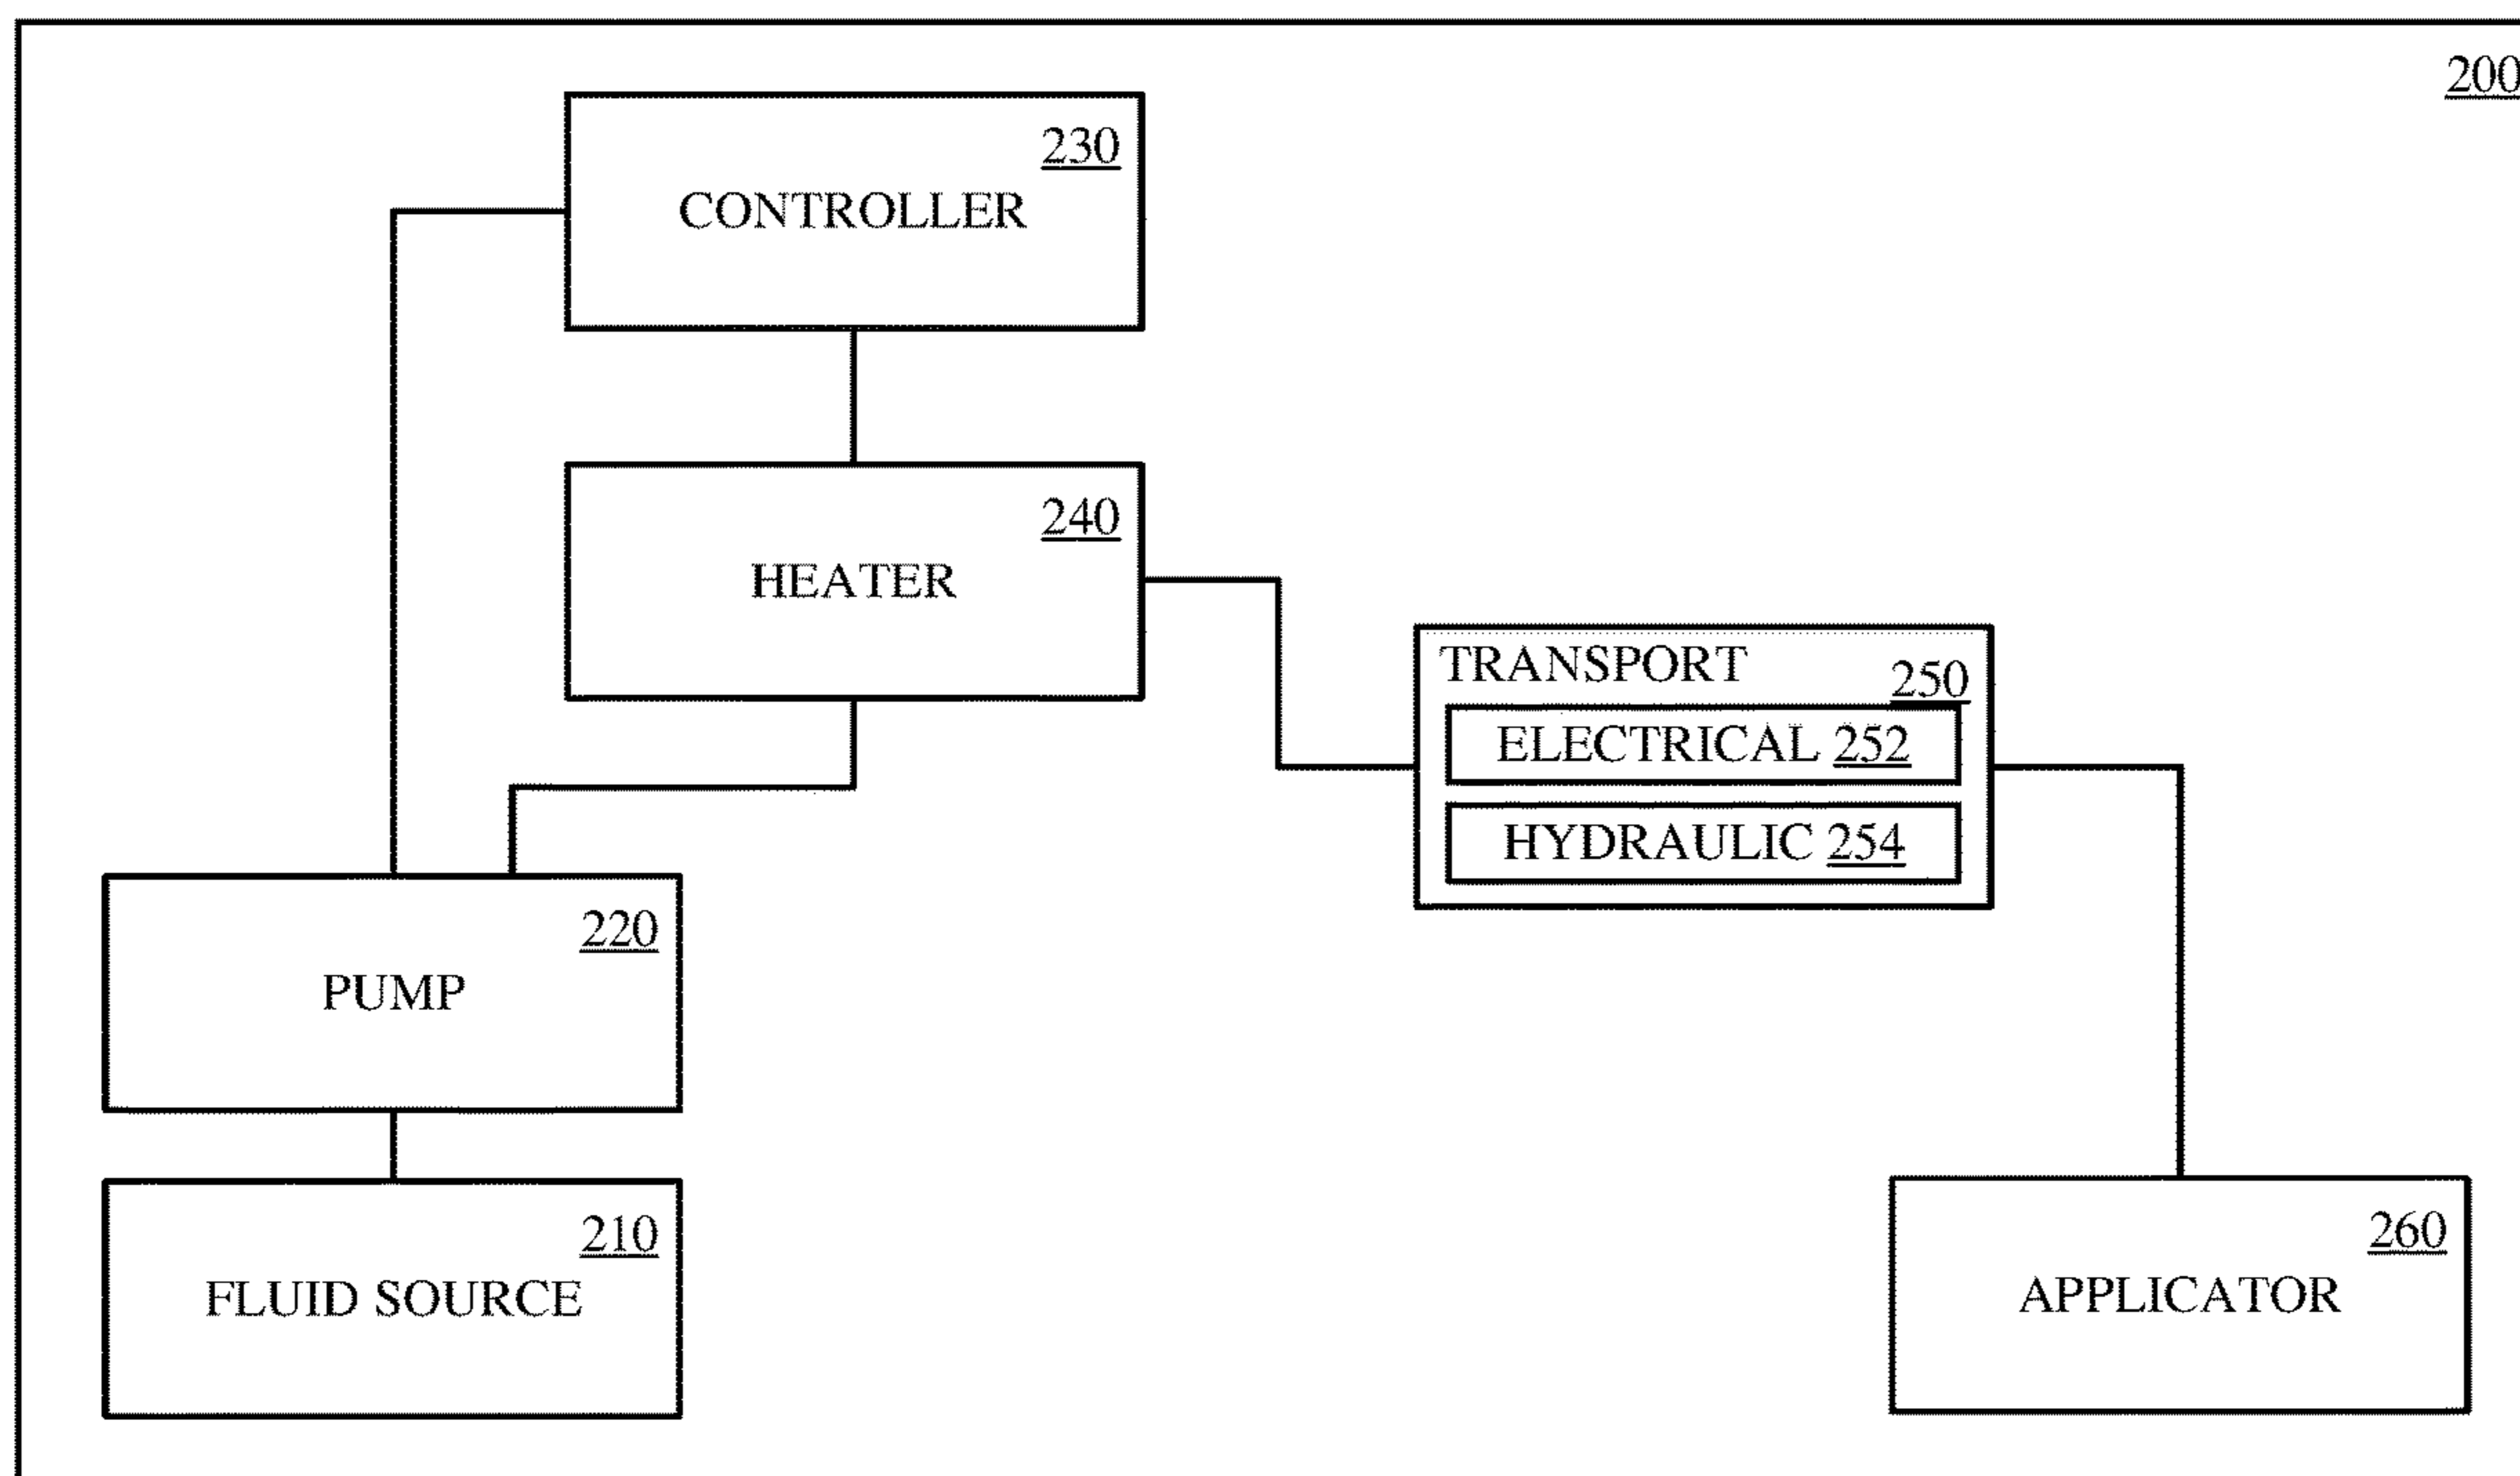 200
230
CONTROLLER
240
HEATER
TRANSPORT
250
ELECTRICAL 252
HYDRAULIC 254
220
PUMP
210
FLUID SOURCE
260
APPLICATOR